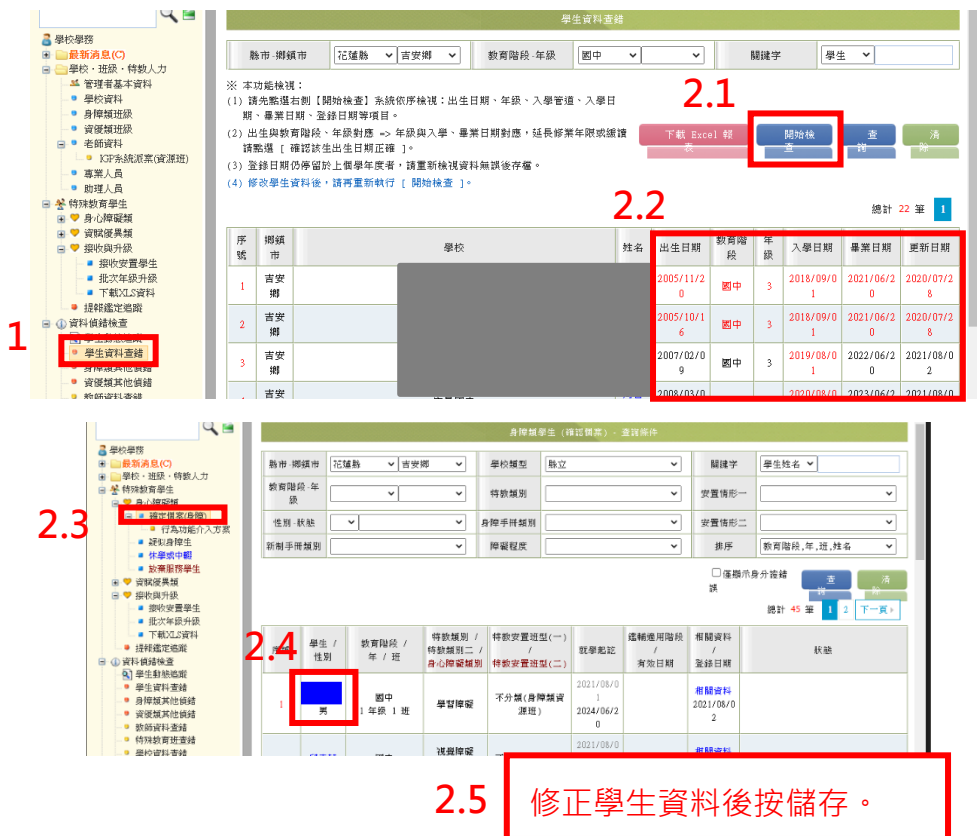 學生資料查錯
學校學務
最新消息(C)
學校・班級・特教人力
管理者基本資料
學校資料
身障類班級
資優類班級
老師資料
IGP系統派案(資源班)
專業人員
助理人員
特殊教育學生
身心障礙類
資賦優異類
接收與升級
接收安置學生
批次年級升級
下載XLS資料
提報鑑定追蹤
資料偵錯檢查
學生資料查錯
身障類其他偵錯
資優類其他偵錯
教師資料查錯
1
縣市-鄉鎮市 花蓮縣 吉安鄉 教育階段-年級 國中 關鍵字 學生
※ 本功能檢視：
(1) 請先點選右側【開始檢查】系統依序檢視：出生日期、年級、入學管道、入學日
期、畢業日期、登錄日期等項目。
(2) 出生與教育階段、年級對應 => 年級與入學、畢業日期對應，延長修業年限或緩讀
請點選 [ 確認該生出生日期正確 ]。
(3) 登錄日期仍停留於上個學年度者，請重新檢視資料無誤後存檔。
(4) 修改學生資料後，請再重新執行 [ 開始檢查 ]。
2.1
下載 Excel 報表 開始檢查 查詢 清除
2.2
總計 22 筆 1
序號 鄉鎮市 學校 姓名 出生日期 教育階段 年級 入學日期 畢業日期 更新日期
1 吉安鄉 2005/11/20 國中 3 2018/09/01 2021/06/20 2020/07/28
2 吉安鄉 2005/10/16 國中 3 2018/09/01 2021/06/20 2020/07/28
3 吉安鄉 2007/02/09 國中 3 2019/08/01 2022/06/20 2021/08/02
吉安 2008/03/0 2020/08/0 2023/06/2 2021/08/0
身障類學生 (確認個案) - 查詢條件
學校學務
最新消息(C)
學校・班級・特教人力
特殊教育學生
身心障礙類
確定個案(身障)
行為功能介入方案
疑似身障生
休學或中輟
放棄服務學生
資賦優異類
接收與升級
接收安置學生
批次年級升級
下載XLS資料
提報鑑定追蹤
資料偵錯檢查
學生動態追蹤
學生資料查錯
身障類其他偵錯
資優類其他偵錯
教師資料查錯
特殊教育班查錯
學校資料查錯
2.3
縣市-鄉鎮市 花蓮縣 吉安鄉 學校類型 縣立 關鍵字 學生姓名
教育階段-年級 特教類別 安置情形一
性別-狀態 身障手冊類別 安置情形二
新制手冊類別 障礙程度 排序 教育階段,年,班,姓名
僅顯示身分證錯誤 查詢 清除
總計 45 筆 1 2 下一頁
2.4
學生 / 性別 教育階段 / 年 / 班 特教類別 / 特教類別二 / 身心障礙類別 特教安置班型(一) / 特教安置班型(二) 就學起訖 鑑輔適用階段 / 有效日期 相關資料 / 登錄日期 狀態
1 男 國中 1 年級 1 班 學習障礙 不分類(身障類資源班) 2021/08/01 2024/06/20 相關資料 2021/08/02
視覺障礙 2021/08/0
2.5 修正學生資料後按儲存。